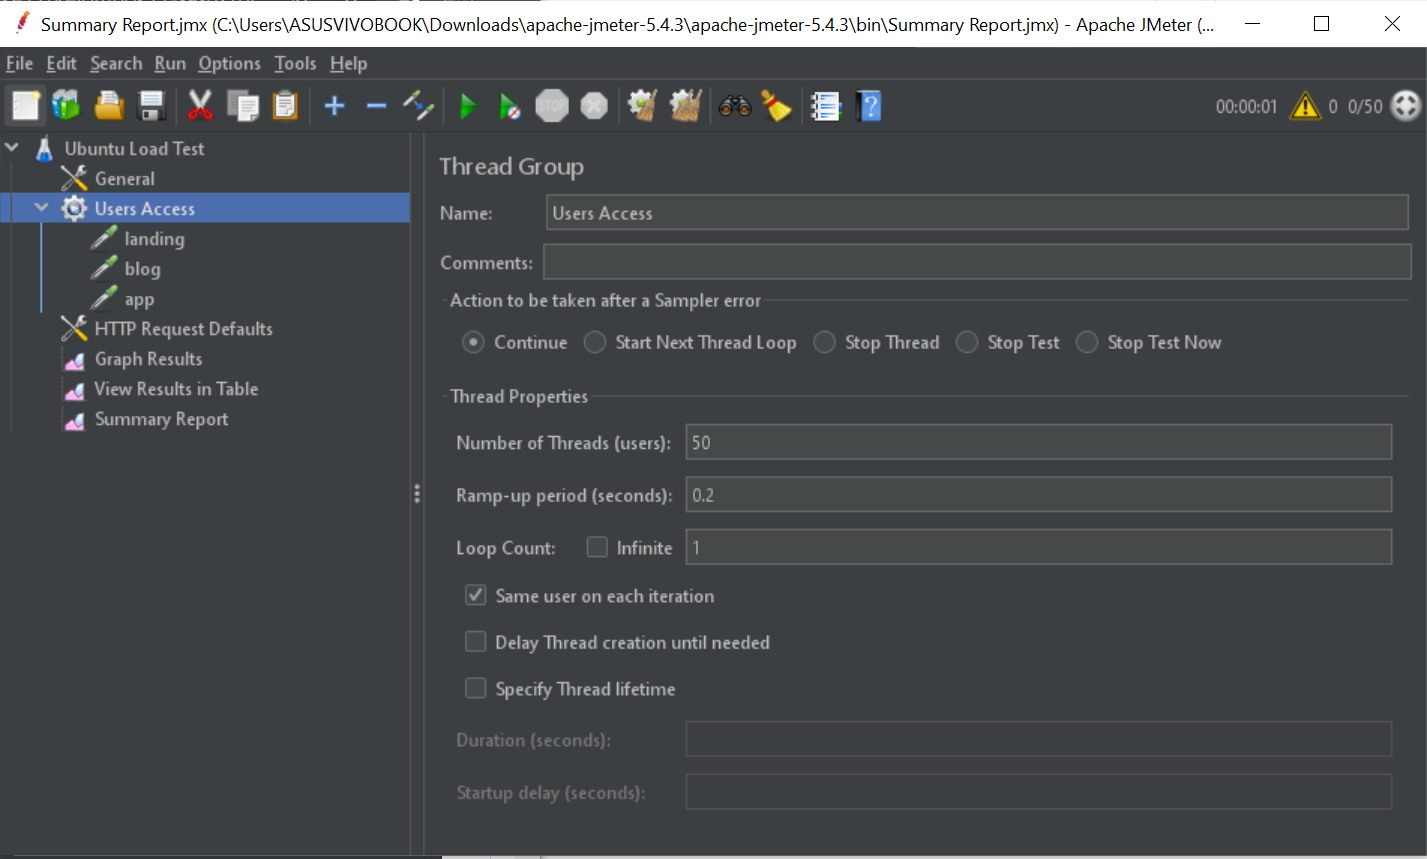 Summary Report.jmx (C:\Users\ASUSVIVOBOOK\Downloads\apache-jmeter-5.4.3\apache-jmeter-5.4.3\bin\Summary Report.jmx) - Apache JMeter (...
File Edit Search Run Options Tools Help
STOP 00:00:01 0 0/50
Ubuntu Load Test
General
Users Access
landing
blog
app
HTTP Request Defaults
Graph Results
View Results in Table
Summary Report
Thread Group
Name: Users Access
Comments:
Action to be taken after a Sampler error
Continue Start Next Thread Loop Stop Thread Stop Test Stop Test Now
Thread Properties
Number of Threads (users): 50
Ramp-up period (seconds): 0.2
Loop Count: Infinite 1
Same user on each iteration
Delay Thread creation until needed
Specify Thread lifetime
Duration (seconds):
Startup delay (seconds):